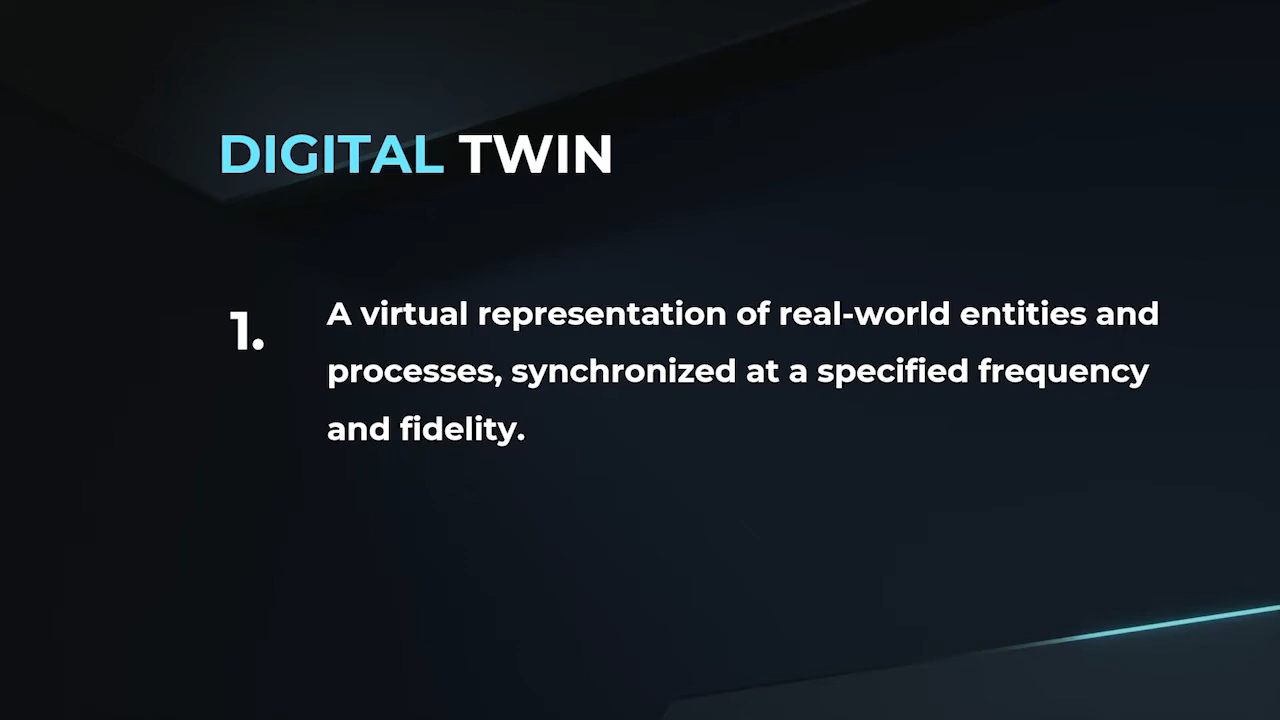 DIGITAL TWIN
1. A virtual representation of real-world entities and
processes, synchronized at a specified frequency
and fidelity.